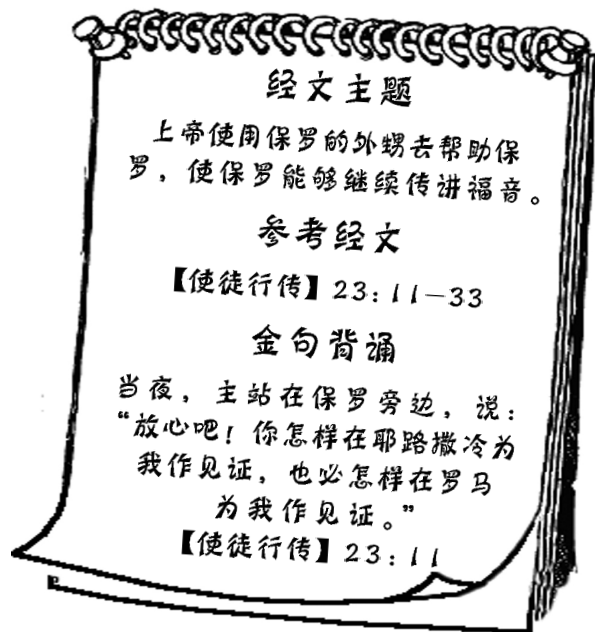 经文主题
上帝使用保罗的外甥去帮助保
罗，使保罗能够继续传讲福音。
参考经文
【使徒行传】23：11—33
金句背诵
当夜，主站在保罗旁边，说：
“放心吧！你怎样在耶路撒冷为
我作见证，也必怎样在罗马
为我作见证。”
【使徒行传】23：11